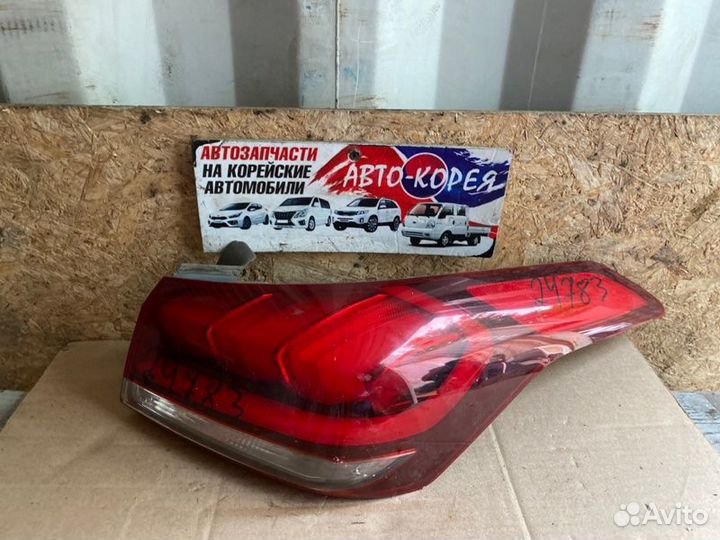 АВТОЗАПЧАСТИ
НА КОРЕЙСКИЕ
АВТОМОБИЛИ
АВТО-КОРЕЯ
24783
24783
Avito